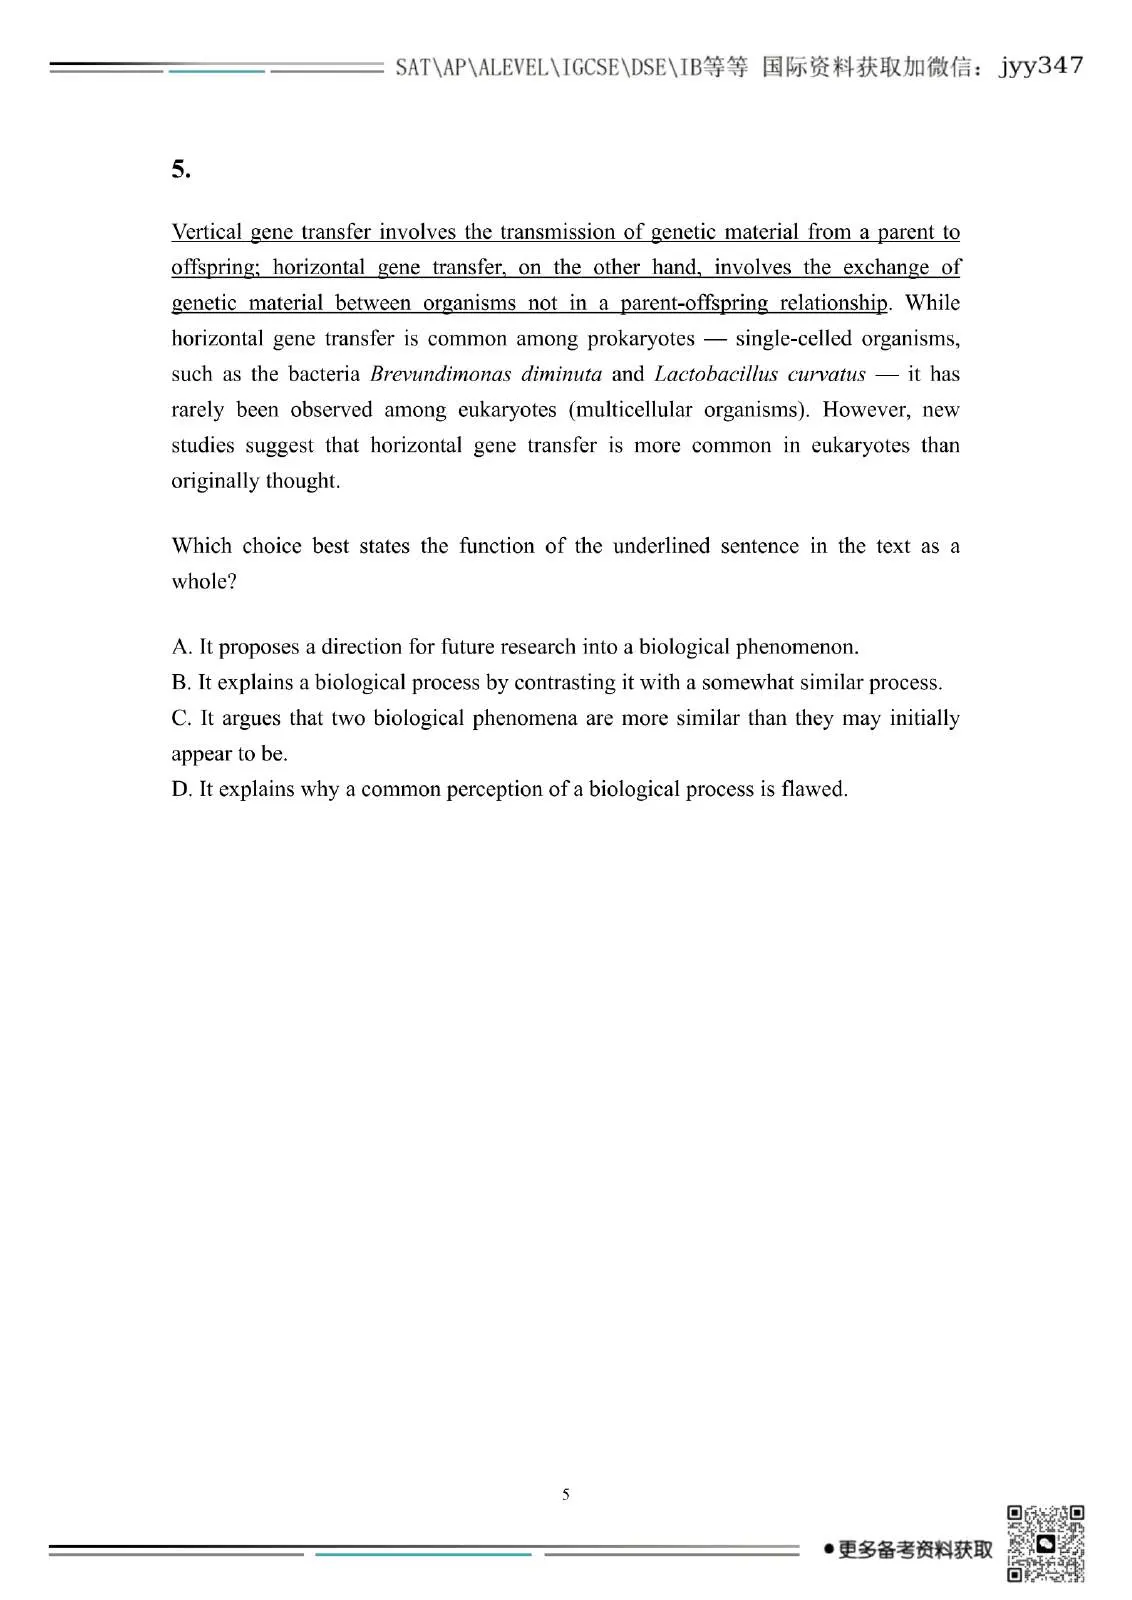 SAT\AP\ALEVEL\IGCSE\DSE\IB等等 国际资料获取加微信: jyy347
5.
Vertical gene transfer involves the transmission of genetic material from a parent to
offspring; horizontal gene transfer, on the other hand, involves the exchange of
genetic material between organisms not in a parent-offspring relationship. While
horizontal gene transfer is common among prokaryotes — single-celled organisms,
such as the bacteria Brevundimonas diminuta and Lactobacillus curvatus — it has
rarely been observed among eukaryotes (multicellular organisms). However, new
studies suggest that horizontal gene transfer is more common in eukaryotes than
originally thought.
Which choice best states the function of the underlined sentence in the text as a
whole?
A. It proposes a direction for future research into a biological phenomenon.
B. It explains a biological process by contrasting it with a somewhat similar process.
C. It argues that two biological phenomena are more similar than they may initially
appear to be.
D. It explains why a common perception of a biological process is flawed.
5
●更多备考资料获取